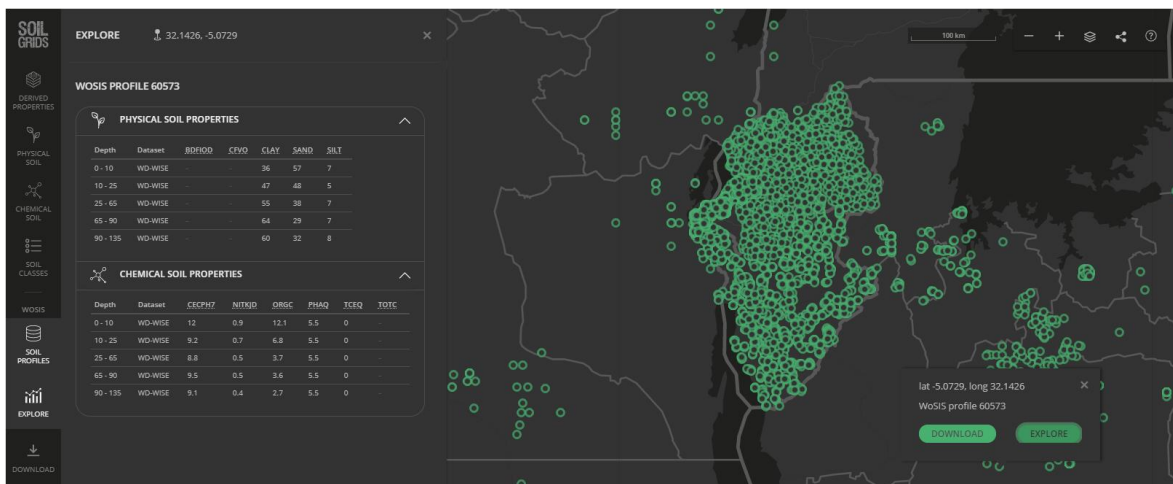 SOIL
GRIDS
EXPLORE
32.1426, -5.0729
100 km
DERIVED
PROPERTIES
PHYSICAL
SOIL
CHEMICAL
SOIL
SOIL
CLASSES
WOSIS
SOIL
PROFILES
EXPLORE
DOWNLOAD
WOSIS PROFILE 60573
PHYSICAL SOIL PROPERTIES
Depth Dataset BDFIOD CFVO CLAY SAND SILT
0 - 10 WD-WISE - - 36 57 7
10 - 25 WD-WISE - - 47 48 5
25 - 65 WD-WISE - - 55 38 7
65 - 90 WD-WISE - - 64 29 7
90 - 135 WD-WISE - - 60 32 8
CHEMICAL SOIL PROPERTIES
Depth Dataset CECPH7 NITKJD ORGC PHAQ TCEQ TOTC
0 - 10 WD-WISE 12 0.9 12.1 5.5 0 -
10 - 25 WD-WISE 9.2 0.7 6.8 5.5 0 -
25 - 65 WD-WISE 8.8 0.5 3.7 5.5 0 -
65 - 90 WD-WISE 9.5 0.5 3.6 5.5 0 -
90 - 135 WD-WISE 9.1 0.4 2.7 5.5 0 -
lat -5.0729, long 32.1426
WoSIS profile 60573
DOWNLOAD EXPLORE